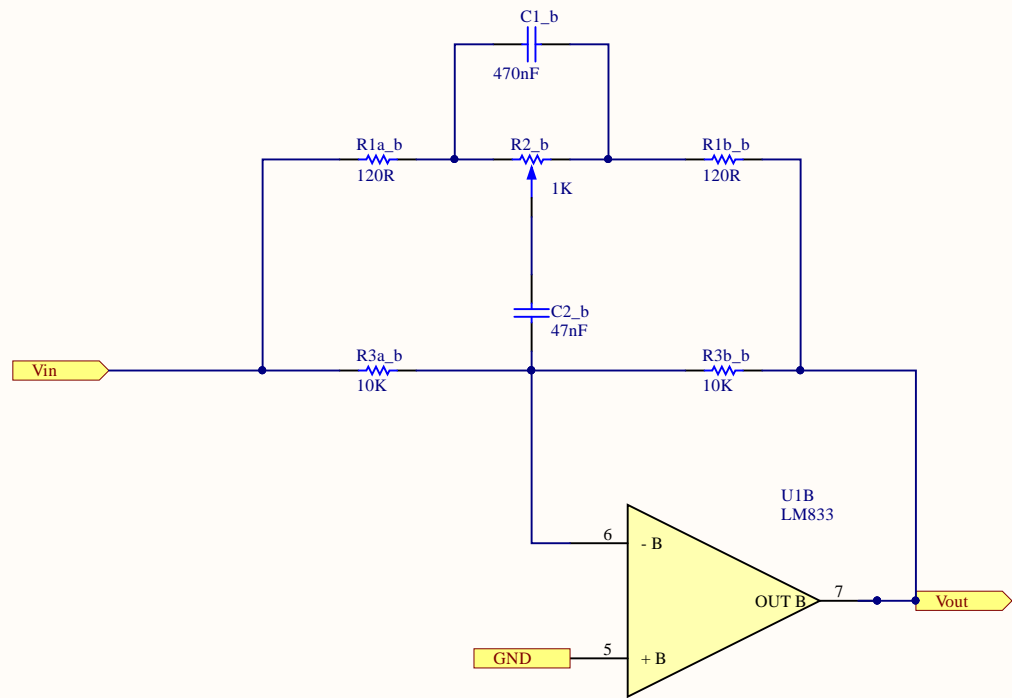 C1_b
470nF
R1a_b
120R
R2_b
1K
R1b_b
120R
C2_b
47nF
Vin
R3a_b
10K
R3b_b
10K
U1B
LM833
6
- B
OUT B
7
Vout
GND
5
+ B